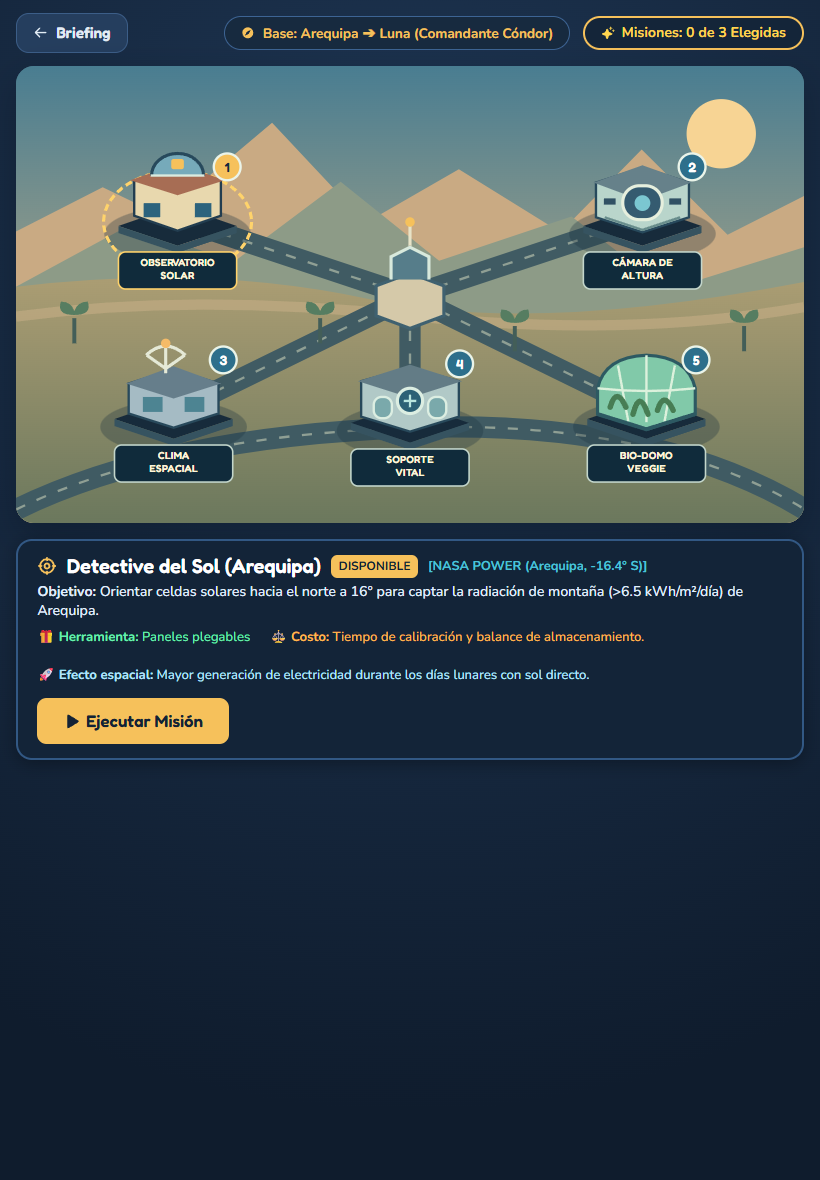 Briefing
Base: Arequipa ➔ Luna (Comandante Cóndor)
Misiones: 0 de 3 Elegidas
1
2
OBSERVATORIO
SOLAR
CÁMARA DE
ALTURA
3
4
5
CLIMA
ESPACIAL
SOPORTE
VITAL
BIO-DOMO
VEGGIE
Detective del Sol (Arequipa) DISPONIBLE [NASA POWER (Arequipa, -16.4° S)]
Objetivo: Orientar celdas solares hacia el norte a 16° para captar la radiación de montaña (>6.5 kWh/m²/día) de
Arequipa.
Herramienta: Paneles plegables Costo: Tiempo de calibración y balance de almacenamiento.
Efecto espacial: Mayor generación de electricidad durante los días lunares con sol directo.
Ejecutar Misión